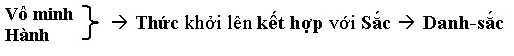 Vô minh
Hành
→ Thức khởi lên kết hợp với Sắc → Danh-sắc